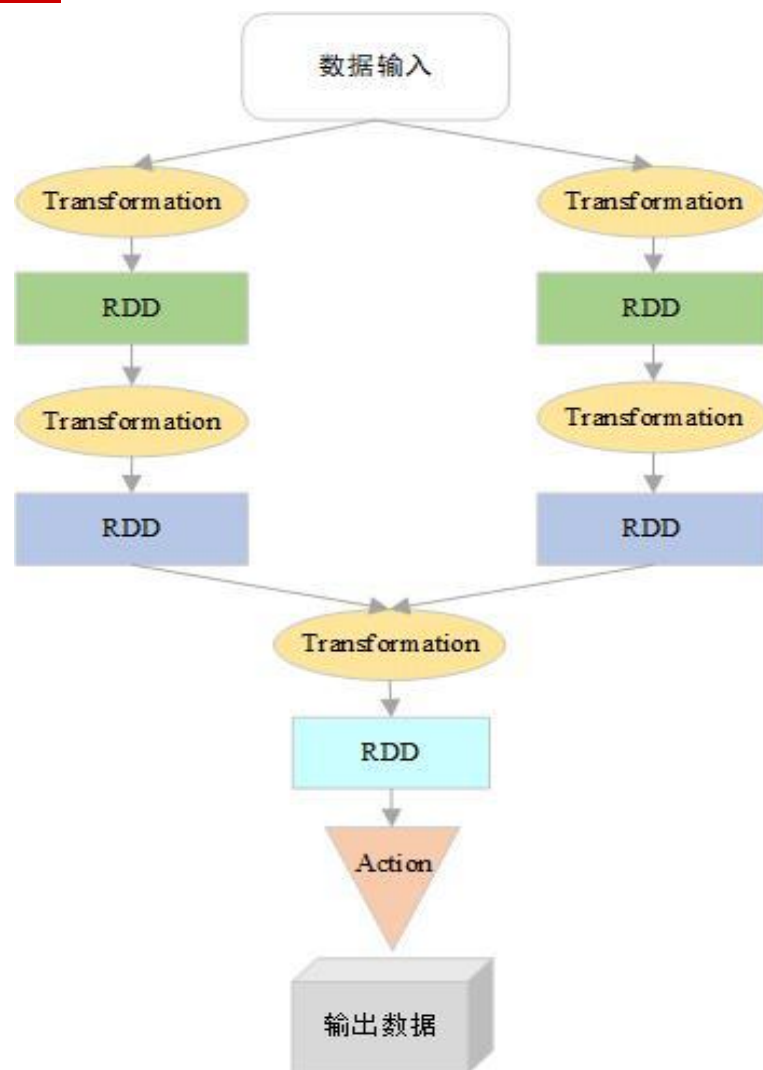 数据输入
Transformation
Transformation
RDD
RDD
Transformation
Transformation
RDD
RDD
Transformation
RDD
Action
输出数据